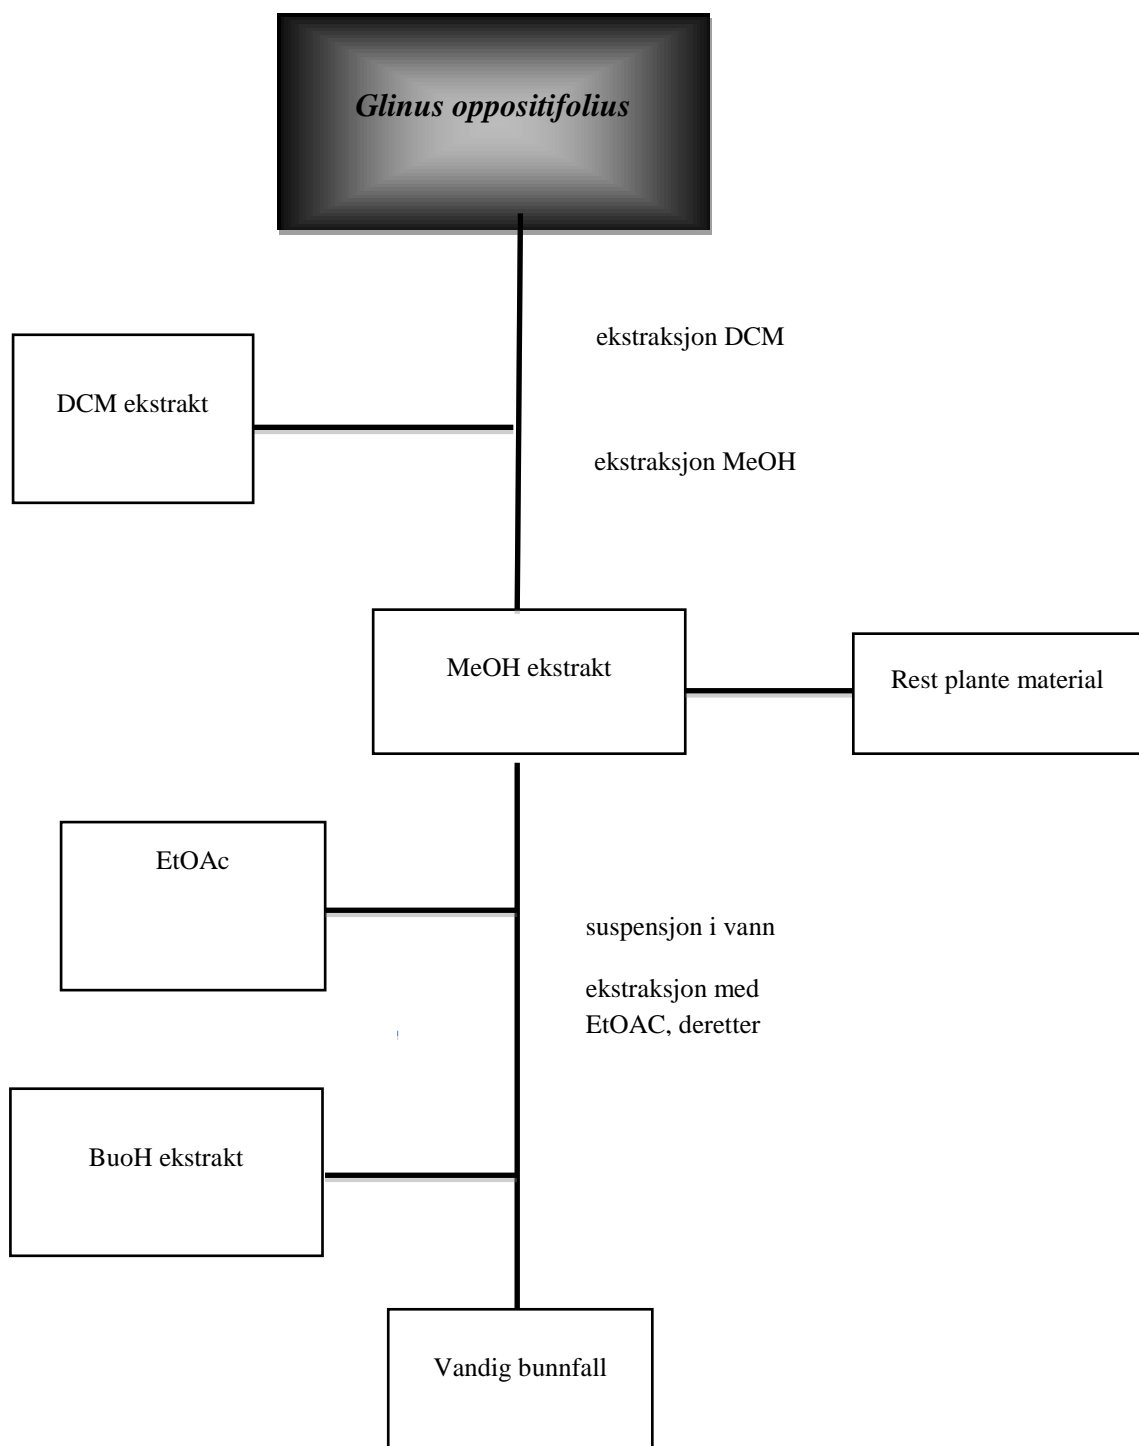 Glinus oppositifolius
ekstraksjon DCM
DCM ekstrakt
ekstraksjon MeOH
MeOH ekstrakt
Rest plante material
EtOAc
suspensjon i vann
ekstraksjon med
EtOAC, deretter
BuoH ekstrakt
Vandig bunnfall